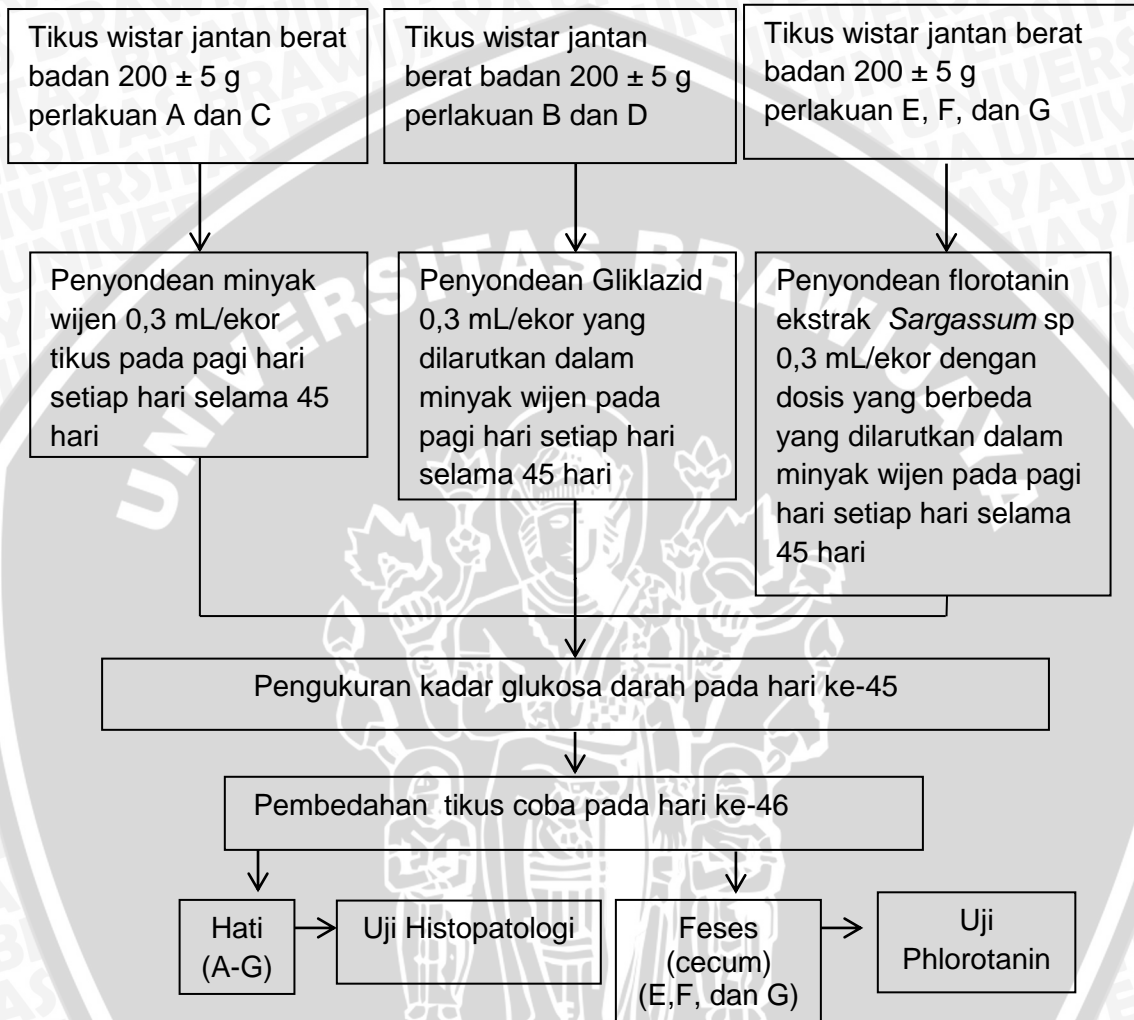 Tikus wistar jantan berat
badan 200 ± 5 g
perlakuan A dan C
Tikus wistar jantan
berat badan 200 ± 5 g
perlakuan B dan D
Tikus wistar jantan berat
badan 200 ± 5 g
perlakuan E, F, dan G
Penyondean minyak
wijen 0,3 mL/ekor
tikus pada pagi hari
setiap hari selama 45
hari
Penyondean Gliklazid
0,3 mL/ekor yang
dilarutkan dalam
minyak wijen pada
pagi hari setiap hari
selama 45 hari
Penyondean florotanin
ekstrak Sargassum sp
0,3 mL/ekor dengan
dosis yang berbeda
yang dilarutkan dalam
minyak wijen pada pagi
hari setiap hari selama
45 hari
UNIVERSITAS BRAWIJAYA
Pengukuran kadar glukosa darah pada hari ke-45
Pembedahan tikus coba pada hari ke-46
Hati
(A-G)
Uji Histopatologi
Feses
(cecum)
(E,F, dan G)
Uji
Phlorotanin